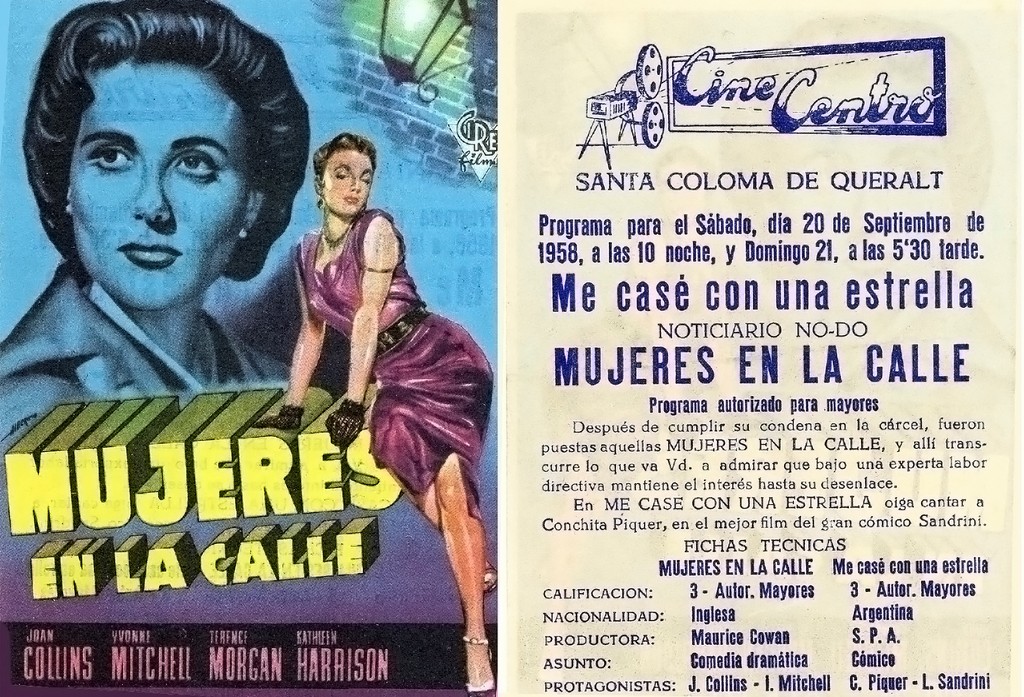 CIRE
films
MUJERES
EN LA CALLE
JOAN
COLLINS
YVONNE
MITCHELL
TERENCE
MORGAN
KATHLEEN
HARRISON
Cine Centro
SANTA COLOMA DE QUERALT
Programa para el Sábado, día 20 de Septiembre de
1958, a las 10 noche, y Domingo 21, a las 5'30 tarde.
Me casé con una estrella
NOTICIARIO NO-DO
MUJERES EN LA CALLE
Programa autorizado para mayores
Después de cumplir su condena en la cárcel, fueron
puestas aquellas MUJERES EN LA CALLE, y allí trans-
curre lo que va Vd. a admirar que bajo una experta labor
directiva mantiene el interés hasta su desenlace.
En ME CASE CON UNA ESTRELLA oiga cantar a
Conchita Piquer, en el mejor film del gran cómico Sandrini.
FICHAS TECNICAS
MUJERES EN LA CALLE Me casé con una estrella
CALIFICACION: 3 - Autor. Mayores 3 - Autor. Mayores
NACIONALIDAD: Inglesa Argentina
PRODUCTORA: Maurice Cowan S. P. A.
ASUNTO: Comedia dramática Cómico
PROTAGONISTAS: J. Collins - I. Mitchell C. Piquer - L. Sandrini